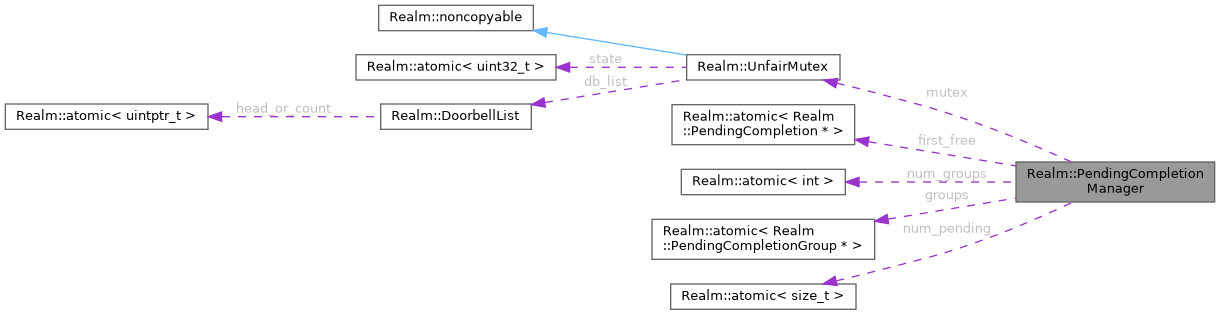 Realm::noncopyable
Realm::atomic< uint32_t >
state
Realm::UnfairMutex
db_list
mutex
Realm::atomic< uintptr_t >
head_or_count
Realm::DoorbellList
Realm::atomic< Realm
::PendingCompletion * >
first_free
Realm::atomic< int >
num_groups
Realm::PendingCompletion
Manager
groups
Realm::atomic< Realm
::PendingCompletionGroup * >
num_pending
Realm::atomic< size_t >